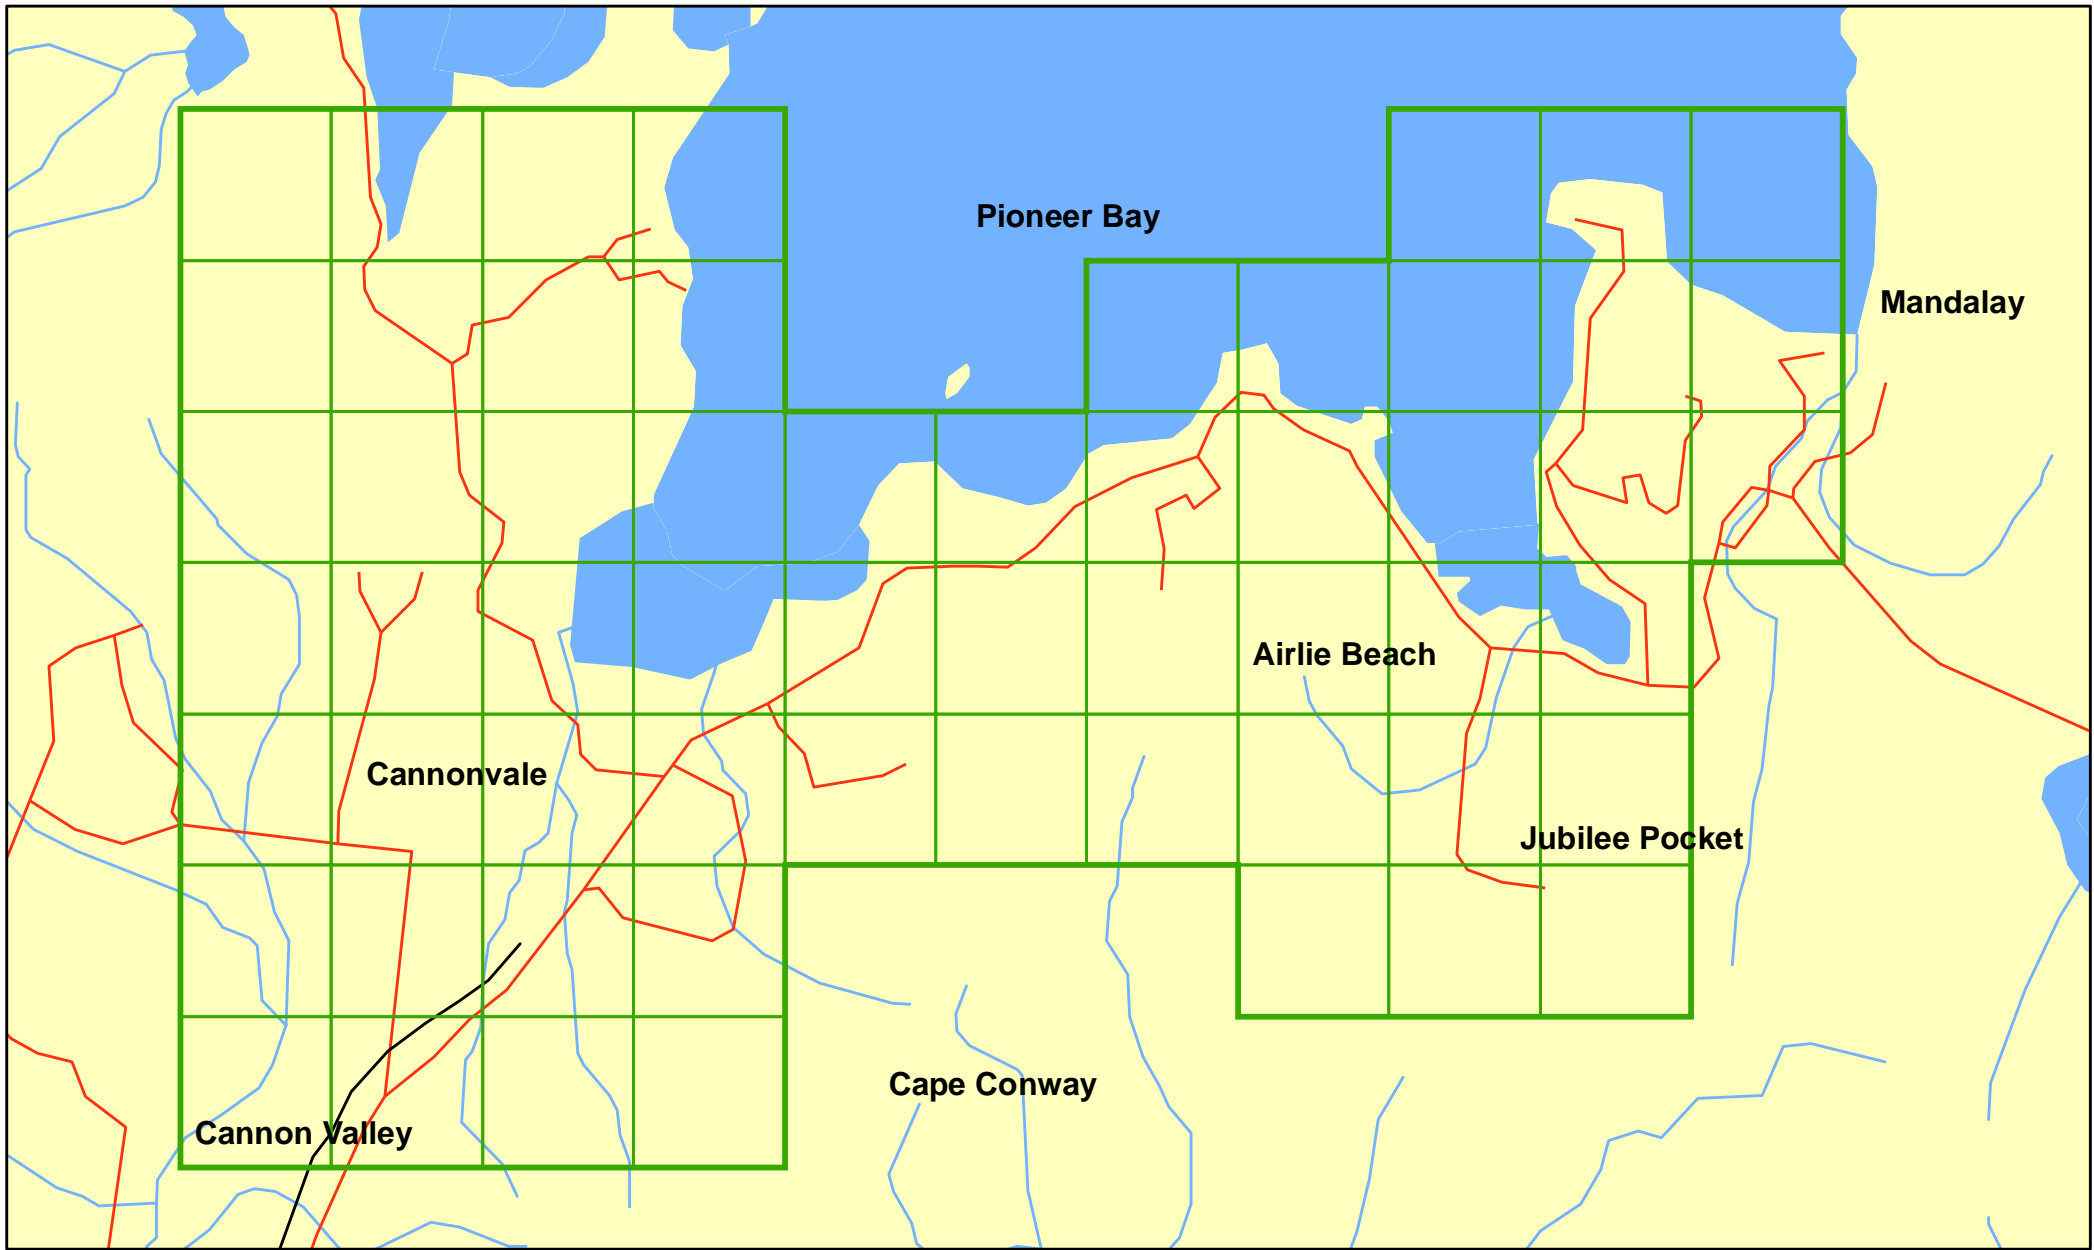 Pioneer Bay
Mandalay
Airlie Beach
Cannonvale
Jubilee Pocket
Cape Conway
Cannon Valley